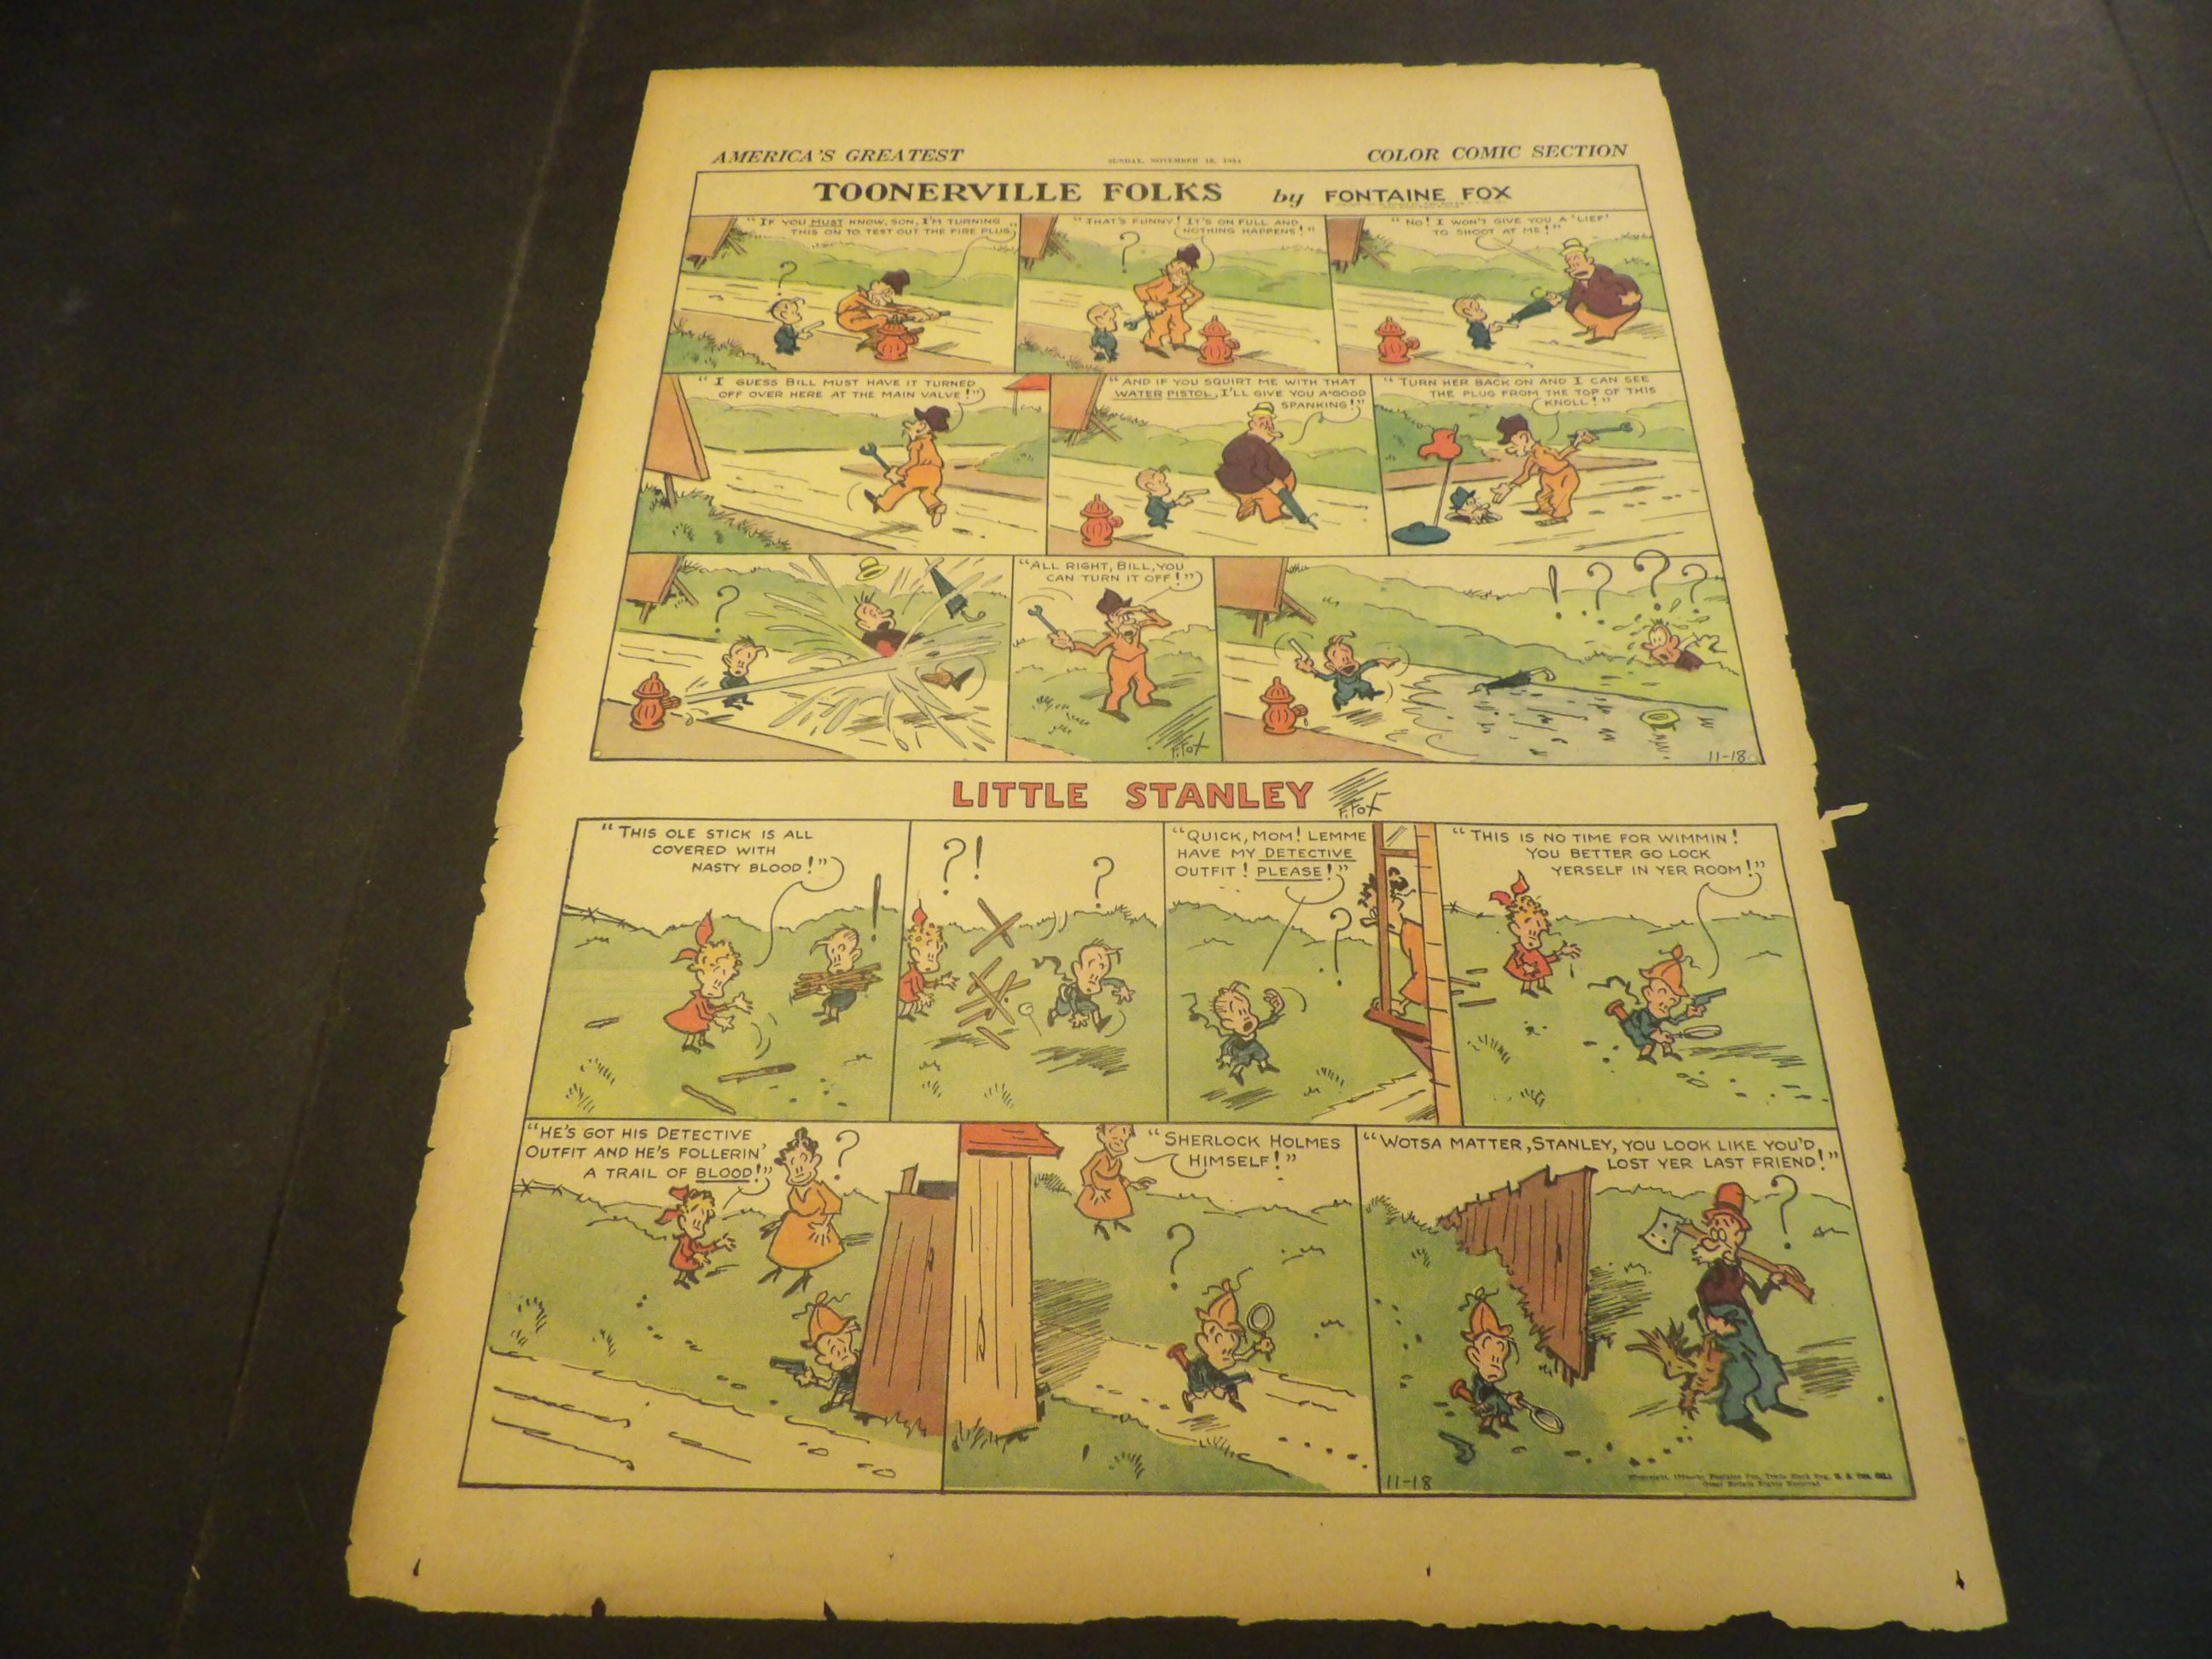 AMERICA'S GREATEST
SUNDAY, NOVEMBER 18, 1934
COLOR COMIC SECTION
TOONERVILLE FOLKS by FONTAINE FOX
"IF YOU MUST KNOW, SON, I'M TURNING
THIS ON TO TEST OUT THE FIRE PLUG"
?
"THAT'S FUNNY! IT'S ON FULL AND
NOTHING HAPPENS!"
?
"NO! I WON'T GIVE YOU A 'LIEF'
TO SHOOT AT ME!"
"I GUESS BILL MUST HAVE IT TURNED
OFF OVER HERE AT THE MAIN VALVE!"
"AND IF YOU SQUIRT ME WITH THAT
WATER PISTOL, I'LL GIVE YOU A GOOD
SPANKING!"
"TURN HER BACK ON AND I CAN SEE
THE PLUG FROM THE TOP OF THIS
KNOLL!"
?
"ALL RIGHT, BILL, YOU
CAN TURN IT OFF!"
F. Fox
! ? ? ?
11-18
LITTLE STANLEY
F. Fox
"THIS OLE STICK IS ALL
COVERED WITH
NASTY BLOOD!"
!
?!
?
"QUICK, MOM! LEMME
HAVE MY DETECTIVE
OUTFIT! PLEASE!"
?
"THIS IS NO TIME FOR WIMMIN!
YOU BETTER GO LOCK
YERSELF IN YER ROOM!"
"HE'S GOT HIS DETECTIVE
OUTFIT AND HE'S FOLLERIN'
A TRAIL OF BLOOD!"
?
"SHERLOCK HOLMES
HIMSELF!"
?
"WOTSA MATTER, STANLEY, YOU LOOK LIKE YOU'D
LOST YER LAST FRIEND!"
?
11-18
Great Britain Rights Reserved